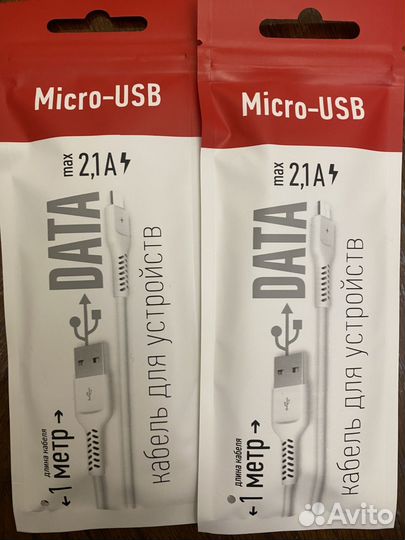 Micro-USB
max 2,1A
DATA
кабель для устройств
длина кабеля
← 1 метр →
Micro-USB
max 2,1A
DATA
кабель для устройств
длина кабеля
← 1 метр →
Avito